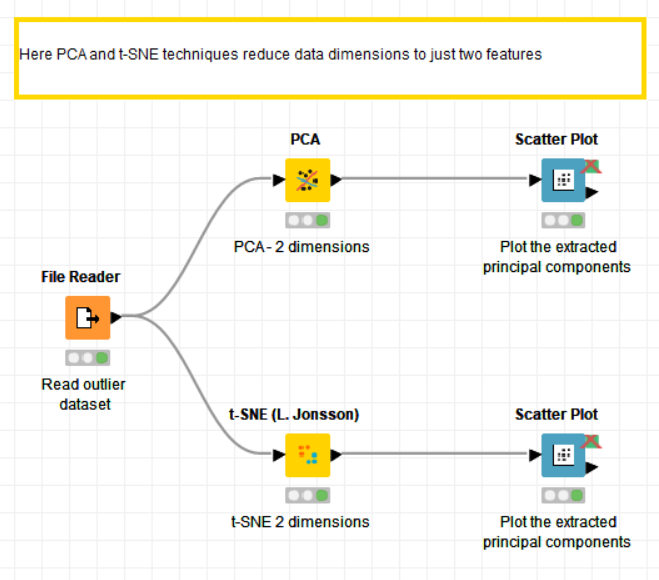 Here PCA and t-SNE techniques reduce data dimensions to just two features
PCA
Scatter Plot
PCA - 2 dimensions
Plot the extracted
principal components
File Reader
Read outlier
dataset
t-SNE (L. Jonsson)
Scatter Plot
t-SNE 2 dimensions
Plot the extracted
principal components